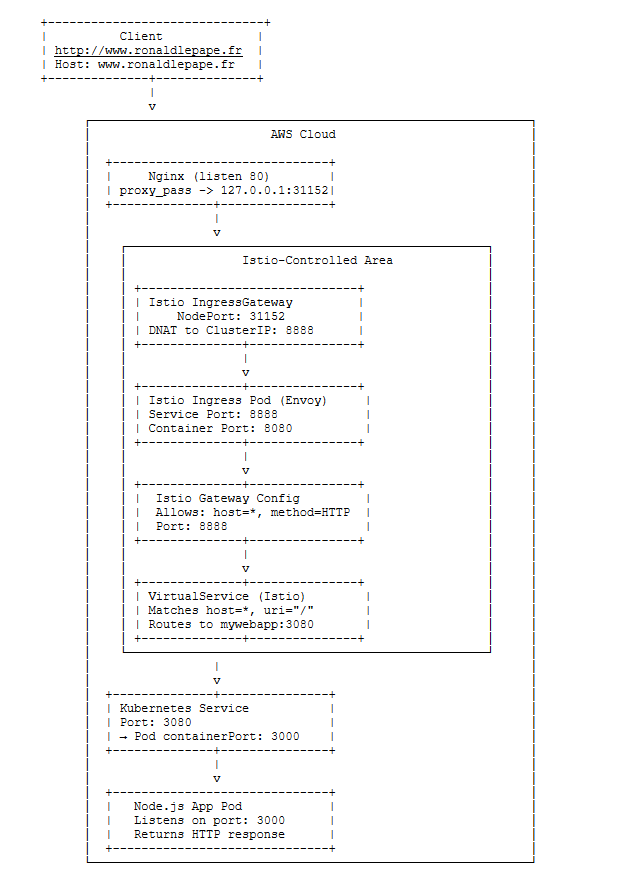 Client
http://www.ronaldlepape.fr
Host: www.ronaldlepape.fr
v
AWS Cloud
Nginx (listen 80)
proxy_pass -> 127.0.0.1:31152
v
Istio-Controlled Area
Istio IngressGateway
NodePort: 31152
DNAT to ClusterIP: 8888
v
Istio Ingress Pod (Envoy)
Service Port: 8888
Container Port: 8080
v
Istio Gateway Config
Allows: host=*, method=HTTP
Port: 8888
v
VirtualService (Istio)
Matches host=*, uri="/"
Routes to mywebapp:3080
v
Kubernetes Service
Port: 3080
→ Pod containerPort: 3000
v
Node.js App Pod
Listens on port: 3000
Returns HTTP response